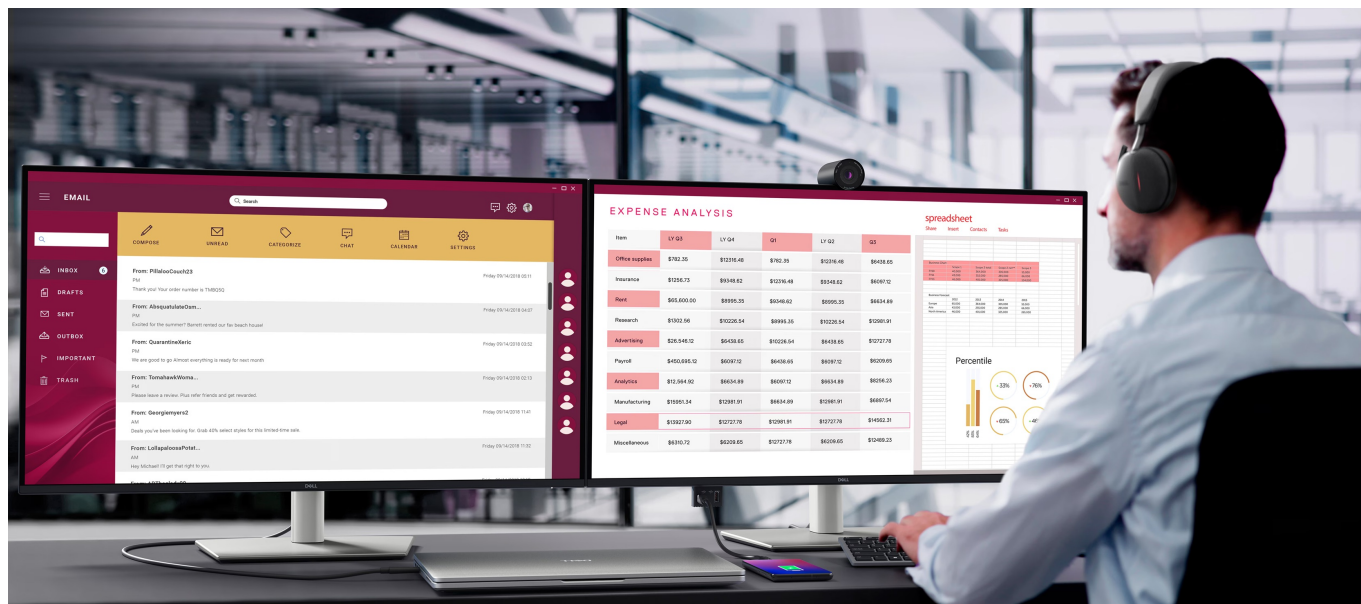 EMAIL
Search
COMPOSE
UNREAD
CATEGORIZE
CHAT
CALENDAR
SETTINGS
INBOX 6
DRAFTS
SENT
OUTBOX
IMPORTANT
TRASH
From: PillalooCouch23
Friday 09/14/2018 05:11
PM
Thank you! Your order number is TMBGSG
From: AbsquatulateOsm...
Friday 09/14/2018 04:07
PM
Excited for the summer? Barrett rented our fav beach house!
From: QuarantineXeric
Friday 09/14/2018 03:52
PM
We are good to go Almost everything is ready for next month
From: TomahawkWoma...
Friday 09/14/2018 02:13
PM
Please leave a review. Plus refer friends and get rewarded.
From: Georgiemyers2
Friday 09/14/2018 11:41
AM
Deals you've been looking for: Grab 45% select styles for this limited-time sale.
From: LollapaloosaPotat...
Friday 09/14/2018 11:32
AM
Hey Michael! I'll get that right to you
DELL
EXPENSE ANALYSIS
Item LY Q3 LY Q4 Q1 LY Q2 Q3
Office supplies $782.35 $12316.48 $782.35 $12316.48 $6438.65
Insurance $1256.73 $9348.62 $12316.48 $9348.62 $6097.12
Rent $65,600.00 $8995.35 $9348.62 $8995.35 $6634.89
Research $1302.56 $10226.54 $8995.35 $10226.54 $12981.91
Advertising $26,546.12 $6438.65 $10226.54 $6438.65 $12727.78
Payroll $450,695.12 $6097.12 $6438.65 $6097.12 $6209.65
Analytics $12,564.92 $6634.89 $6097.12 $6634.89 $8256.23
Manufacturing $15951.34 $12981.91 $6634.89 $12981.91 $6897.54
Legal $13927.90 $12727.78 $12981.91 $12727.78 $14562.31
Miscellaneous $6310.72 $6209.65 $12727.78 $6209.65 $12489.23
spreadsheet
Share Insert Contacts Tasks
Percentile
- 33%
+76%
+65%
DELL